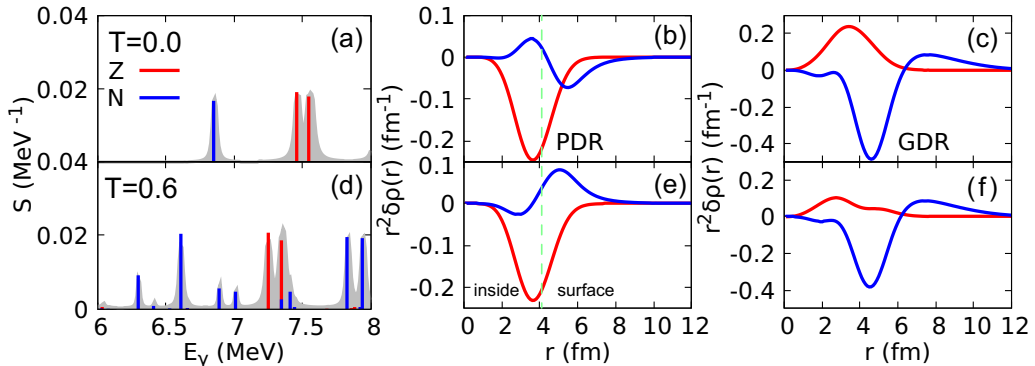 T=0.0 (a)
Z
N
0.04
0.02
0.04
0.02
0
S (MeV⁻¹)
T=0.6 (d)
6 6.5 7 7.5 8
Eγ (MeV)
(b)
PDR
0.1
0
-0.1
-0.2
0.1
0
-0.1
-0.2
r²δρ(r) (fm⁻¹)
(e)
inside surface
0 2 4 6 8 10 12
r (fm)
(c)
GDR
0.2
0
-0.2
-0.4
0.2
0
-0.2
-0.4
r²δρ(r) (fm⁻¹)
(f)
0 2 4 6 8 10 12
r (fm)